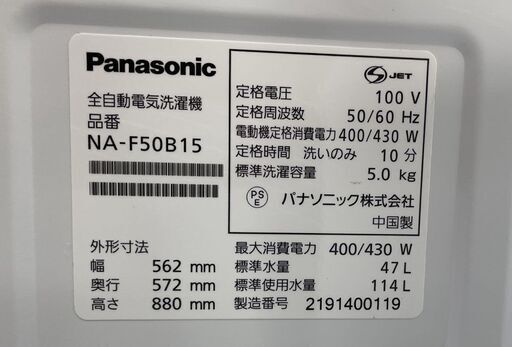 Panasonic
全自動電気洗濯機
品番
NA-F50B15
外形寸法
幅 562 mm
奥行 572 mm
高さ 880 mm
S JET
定格電圧 100 V
定格周波数 50/60 Hz
電動機定格消費電力 400/430 W
定格時間 洗いのみ 10 分
標準洗濯容量 5.0 kg
PS E パナソニック株式会社
中国製
最大消費電力 400/430 W
標準水量 47 L
標準使用水量 114 L
製造番号 2191400119